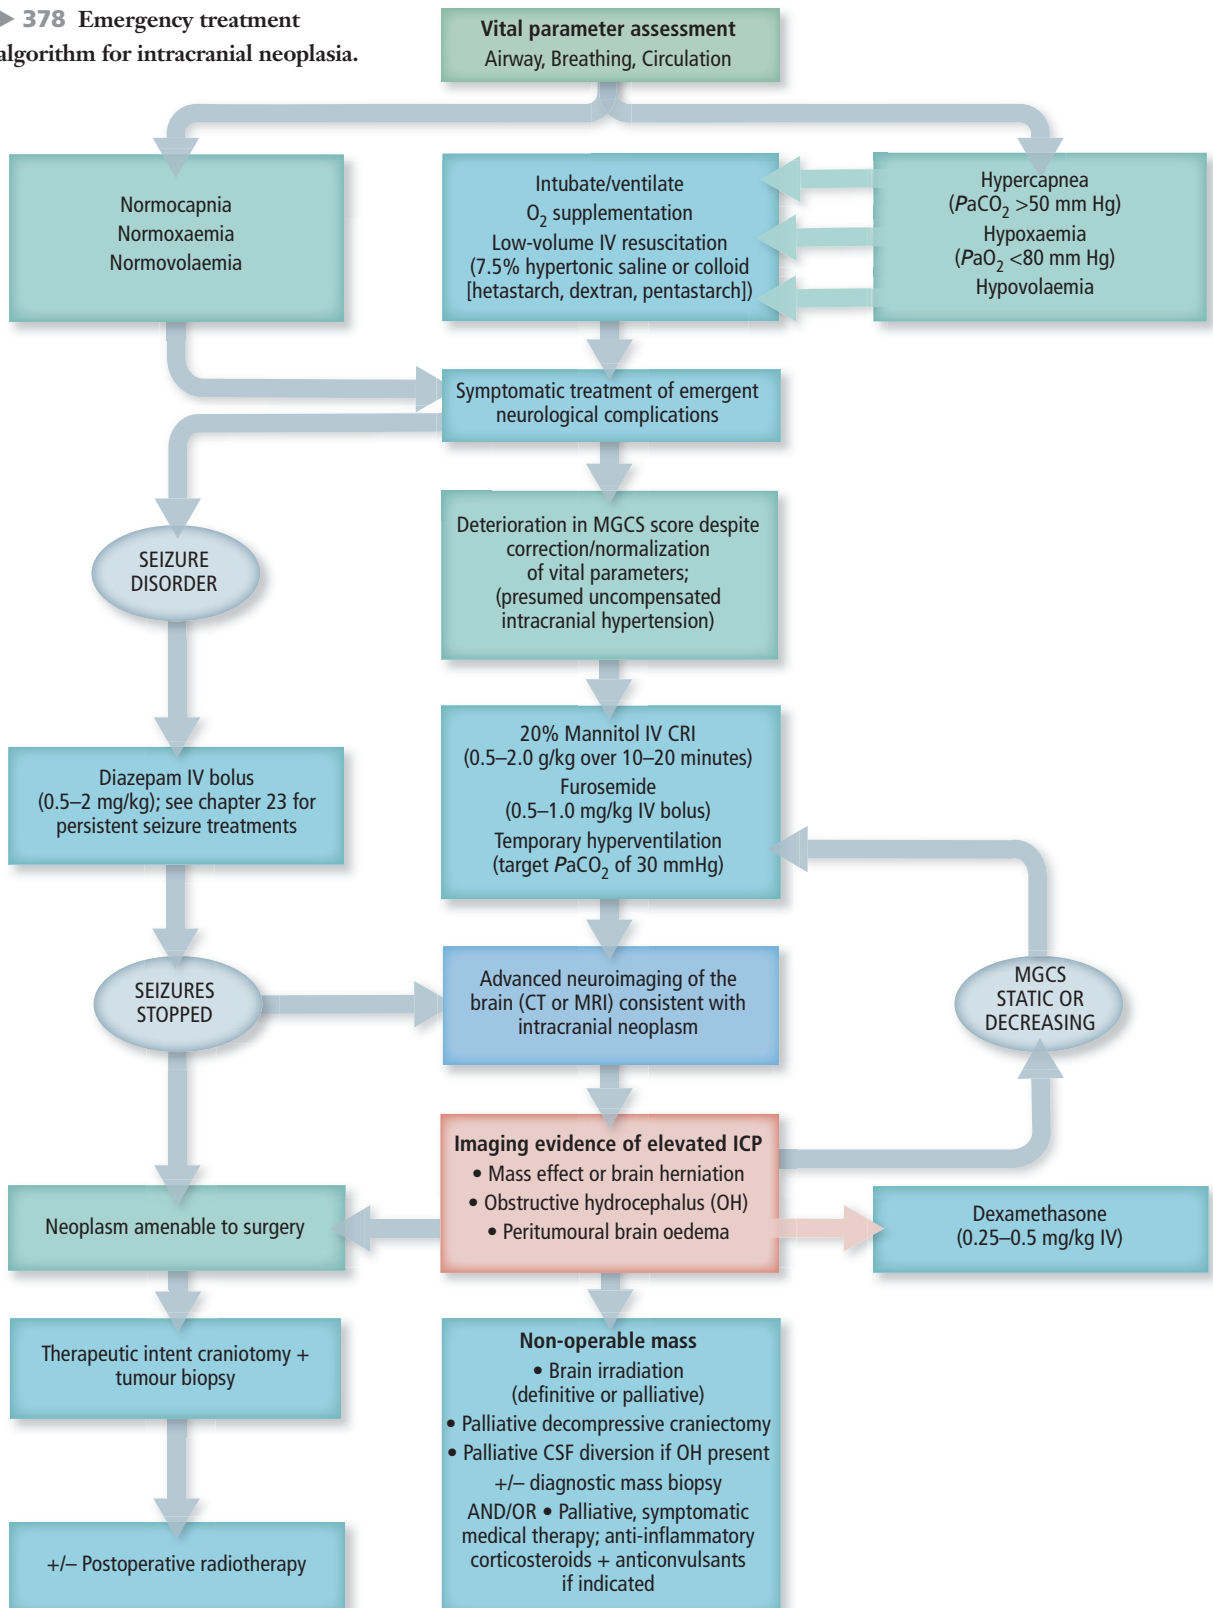 ▶ 378 Emergency treatment
algorithm for intracranial neoplasia.
Vital parameter assessment
Airway, Breathing, Circulation
Normocapnia
Normoxaemia
Normovolaemia
Intubate/ventilate
O2 supplementation
Low-volume IV resuscitation
(7.5% hypertonic saline or colloid
[hetastarch, dextran, pentastarch])
Hypercapnea
(PaCO2 >50 mm Hg)
Hypoxaemia
(PaO2 <80 mm Hg)
Hypovolaemia
Symptomatic treatment of emergent
neurological complications
Deterioration in MGCS score despite
correction/normalization
of vital parameters;
(presumed uncompensated
intracranial hypertension)
SEIZURE
DISORDER
20% Mannitol IV CRI
(0.5–2.0 g/kg over 10–20 minutes)
Furosemide
(0.5–1.0 mg/kg IV bolus)
Temporary hyperventilation
(target PaCO2 of 30 mmHg)
Diazepam IV bolus
(0.5–2 mg/kg); see chapter 23 for
persistent seizure treatments
SEIZURES
STOPPED
Advanced neuroimaging of the
brain (CT or MRI) consistent with
intracranial neoplasm
MGCS
STATIC OR
DECREASING
Imaging evidence of elevated ICP
• Mass effect or brain herniation
• Obstructive hydrocephalus (OH)
• Peritumoural brain oedema
Neoplasm amenable to surgery
Dexamethasone
(0.25–0.5 mg/kg IV)
Therapeutic intent craniotomy +
tumour biopsy
Non-operable mass
• Brain irradiation
(definitive or palliative)
• Palliative decompressive craniectomy
• Palliative CSF diversion if OH present
+/– diagnostic mass biopsy
AND/OR • Palliative, symptomatic
medical therapy; anti-inflammatory
corticosteroids + anticonvulsants
if indicated
+/– Postoperative radiotherapy